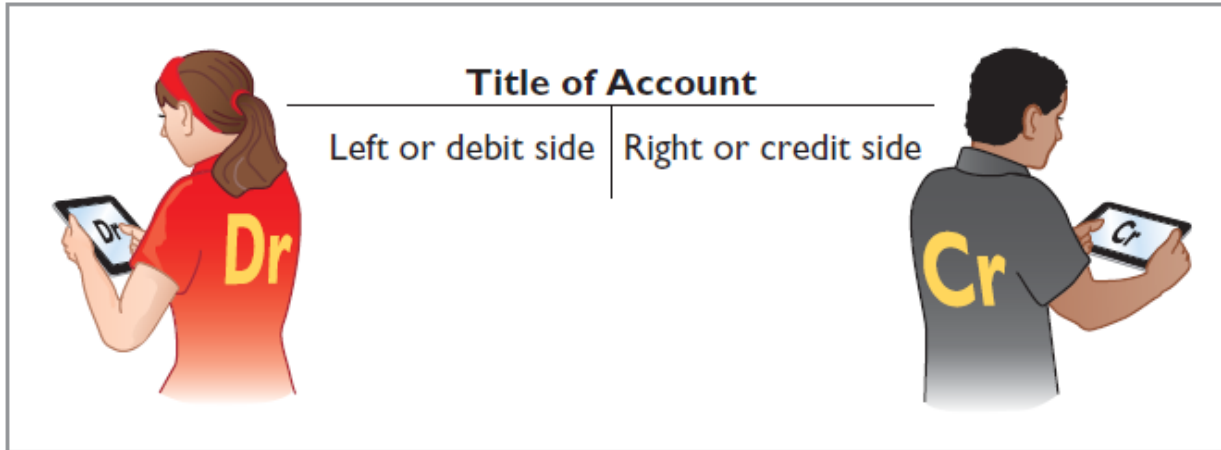 Title of Account
Left or debit side Right or credit side
Dr
Dr
Cr
Cr